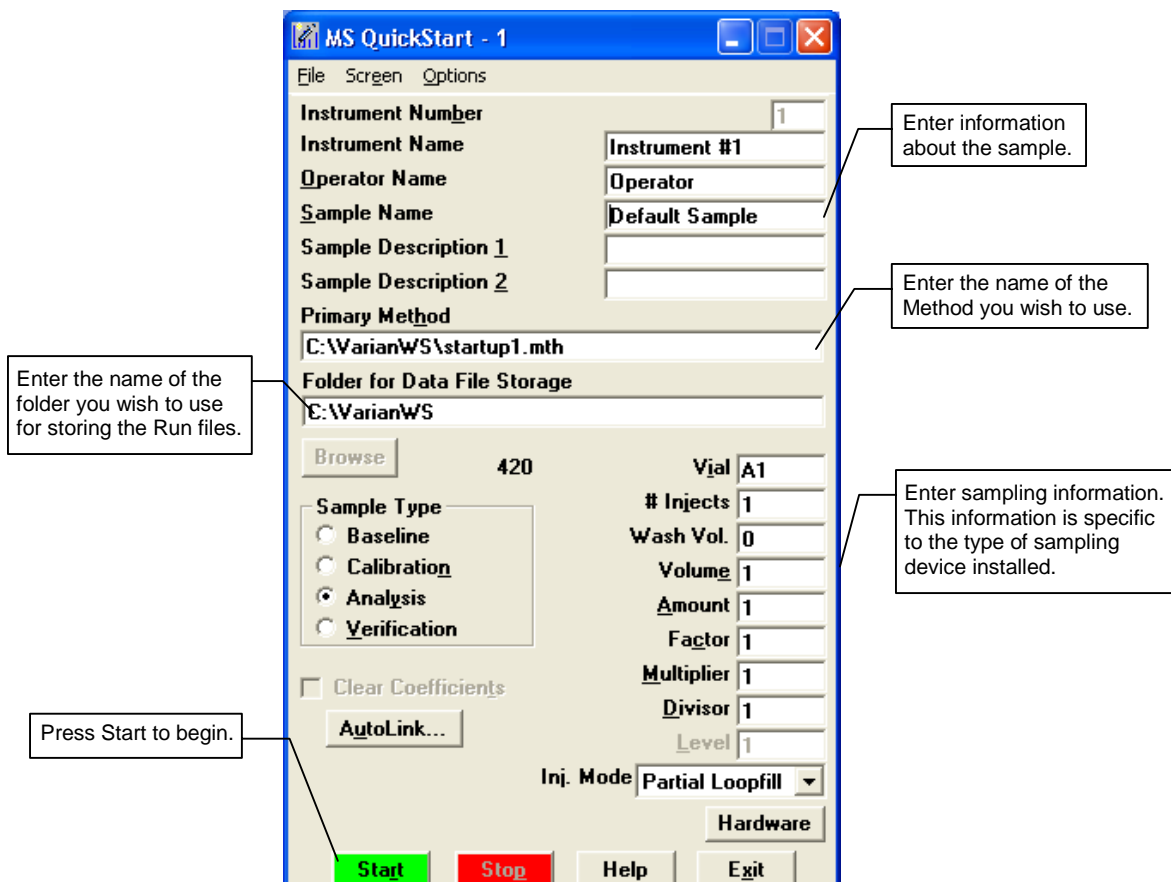 MS QuickStart - 1
File Screen Options
Instrument Number 1
Instrument Name Instrument #1
Operator Name Operator
Sample Name Default Sample
Sample Description 1
Sample Description 2
Primary Method
C:\VarianWS\startup1.mth
Folder for Data File Storage
C:\VarianWS
Browse 420
Vial A1
# Injects 1
Wash Vol. 0
Volume 1
Amount 1
Factor 1
Multiplier 1
Divisor 1
Level 1
Sample Type
Baseline
Calibration
Analysis
Verification
Clear Coefficients
AutoLink...
Inj. Mode Partial Loopfill
Hardware
Start Stop Help Exit
Enter information
about the sample.
Enter the name of the
Method you wish to use.
Enter the name of the
folder you wish to use
for storing the Run files.
Enter sampling information.
This information is specific
to the type of sampling
device installed.
Press Start to begin.